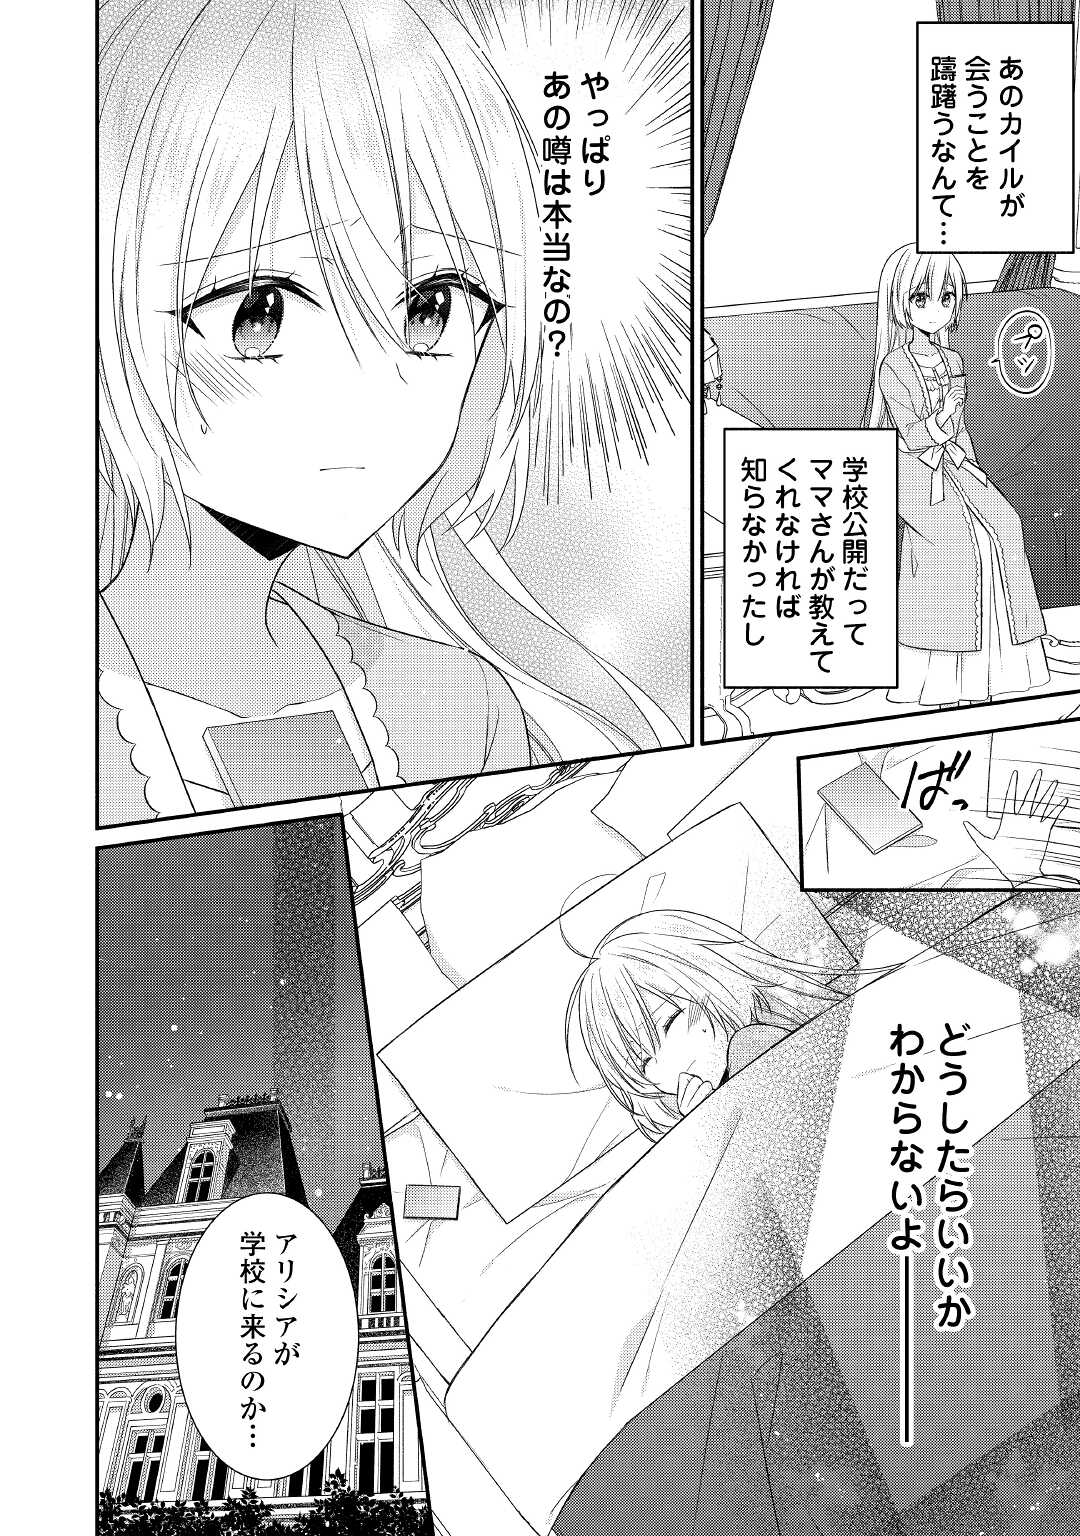 あのカイルが
会うことを
躊躇うなんて…
プツッ
学校公開だって
ママさんが教えて
くれなければ
知らなかったし
やっぱり
あの噂は本当なの？
ばっ
どうしたらいいか
わからないよ――
アリシアが
学校に来るのか…